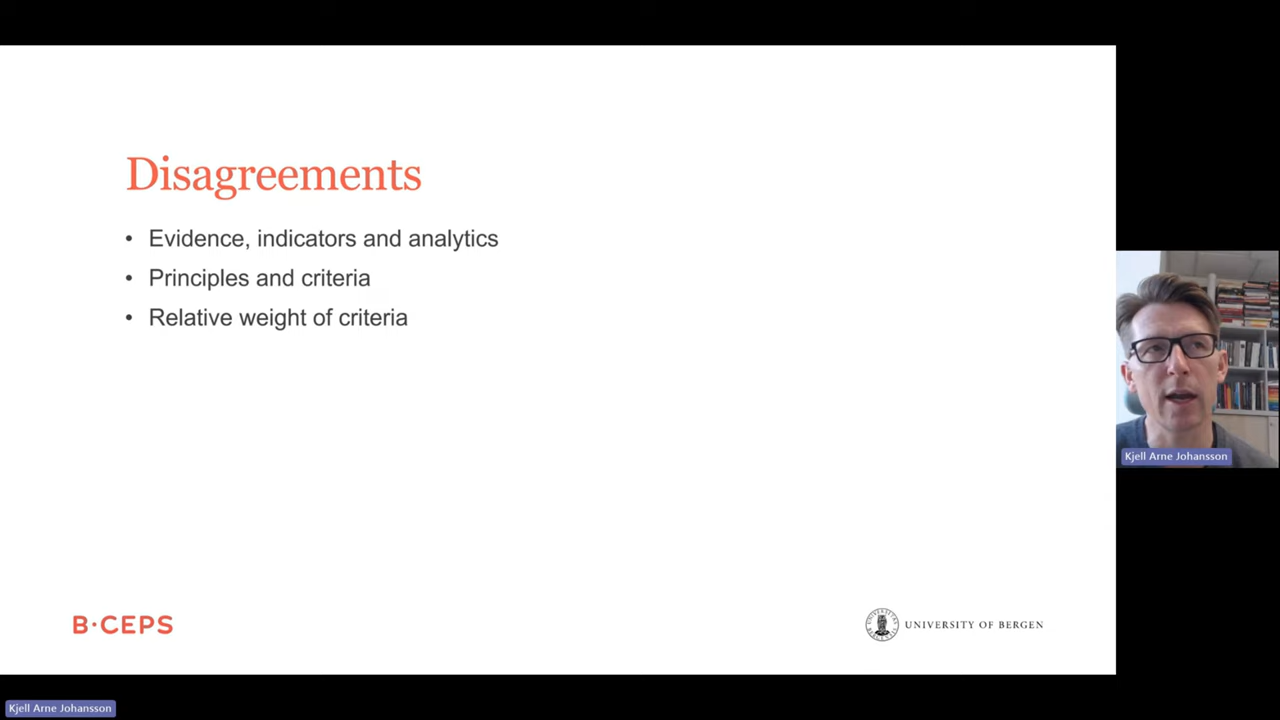 Disagreements
• Evidence, indicators and analytics
• Principles and criteria
• Relative weight of criteria
Kjell Arne Johansson
B·CEPS
UNIVERSITY OF BERGEN
Kjell Arne Johansson